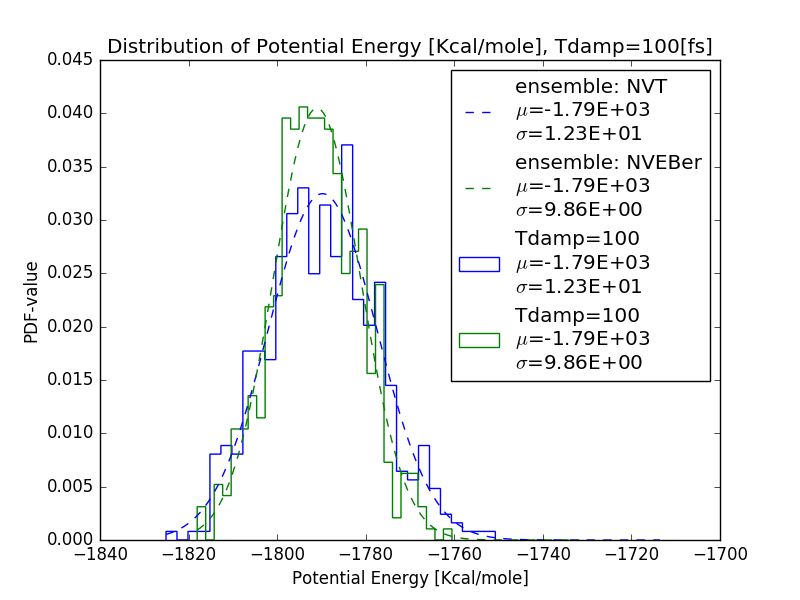 Distribution of Potential Energy [Kcal/mole], Tdamp=100[fs]
0.045
0.040
0.035
0.030
0.025
0.020
0.015
0.010
0.005
0.000
PDF-value
ensemble: NVT
μ=-1.79E+03
σ=1.23E+01
ensemble: NVEBer
μ=-1.79E+03
σ=9.86E+00
Tdamp=100
μ=-1.79E+03
σ=1.23E+01
Tdamp=100
μ=-1.79E+03
σ=9.86E+00
−1840 −1820 −1800 −1780 −1760 −1740 −1720 −1700
Potential Energy [Kcal/mole]